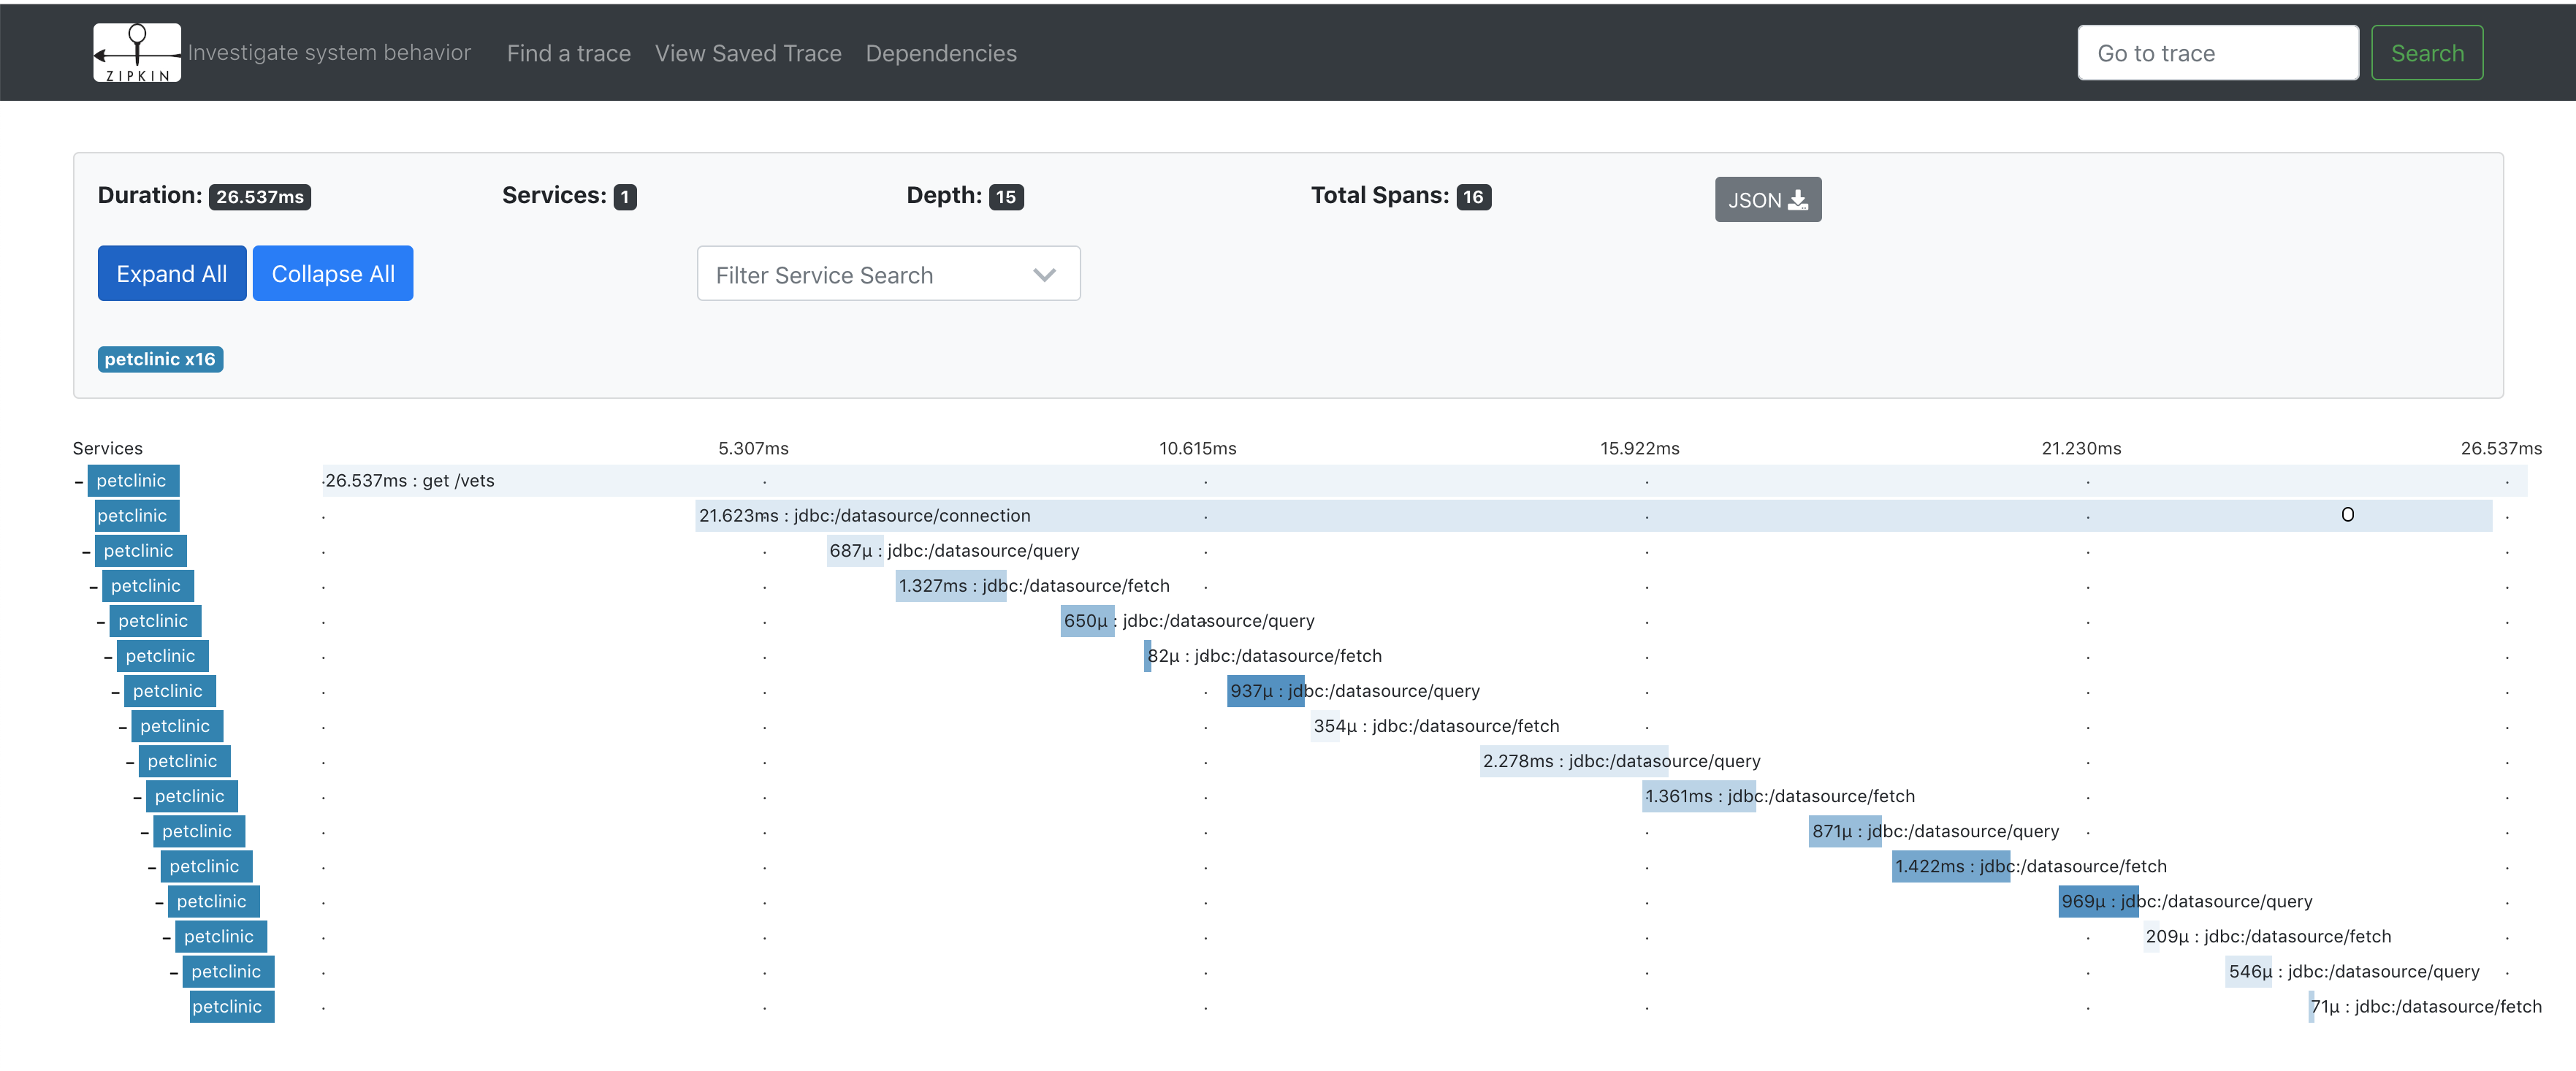 ZIPKIN Investigate system behavior Find a trace View Saved Trace Dependencies Go to trace Search
Duration: 26.537ms Services: 1 Depth: 15 Total Spans: 16 JSON
Expand All Collapse All Filter Service Search
petclinic x16
Services 5.307ms 10.615ms 15.922ms 21.230ms 26.537ms
- petclinic 26.537ms : get /vets
petclinic 21.623ms : jdbc:/datasource/connection O
- petclinic 687µ : jdbc:/datasource/query
- petclinic 1.327ms : jdbc:/datasource/fetch
- petclinic 650µ : jdbc:/datasource/query
- petclinic 82µ : jdbc:/datasource/fetch
- petclinic 937µ : jdbc:/datasource/query
- petclinic 354µ : jdbc:/datasource/fetch
- petclinic 2.278ms : jdbc:/datasource/query
- petclinic 1.361ms : jdbc:/datasource/fetch
- petclinic 871µ : jdbc:/datasource/query
- petclinic 1.422ms : jdbc:/datasource/fetch
- petclinic 969µ : jdbc:/datasource/query
- petclinic 209µ : jdbc:/datasource/fetch
- petclinic 546µ : jdbc:/datasource/query
petclinic 71µ : jdbc:/datasource/fetch